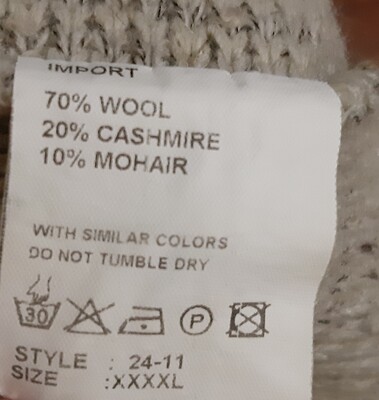 IMPORT
70% WOOL
20% CASHMIRE
10% MOHAIR
WITH SIMILAR COLORS
DO NOT TUMBLE DRY
30 P
STYLE : 24-11
SIZE :XXXXL